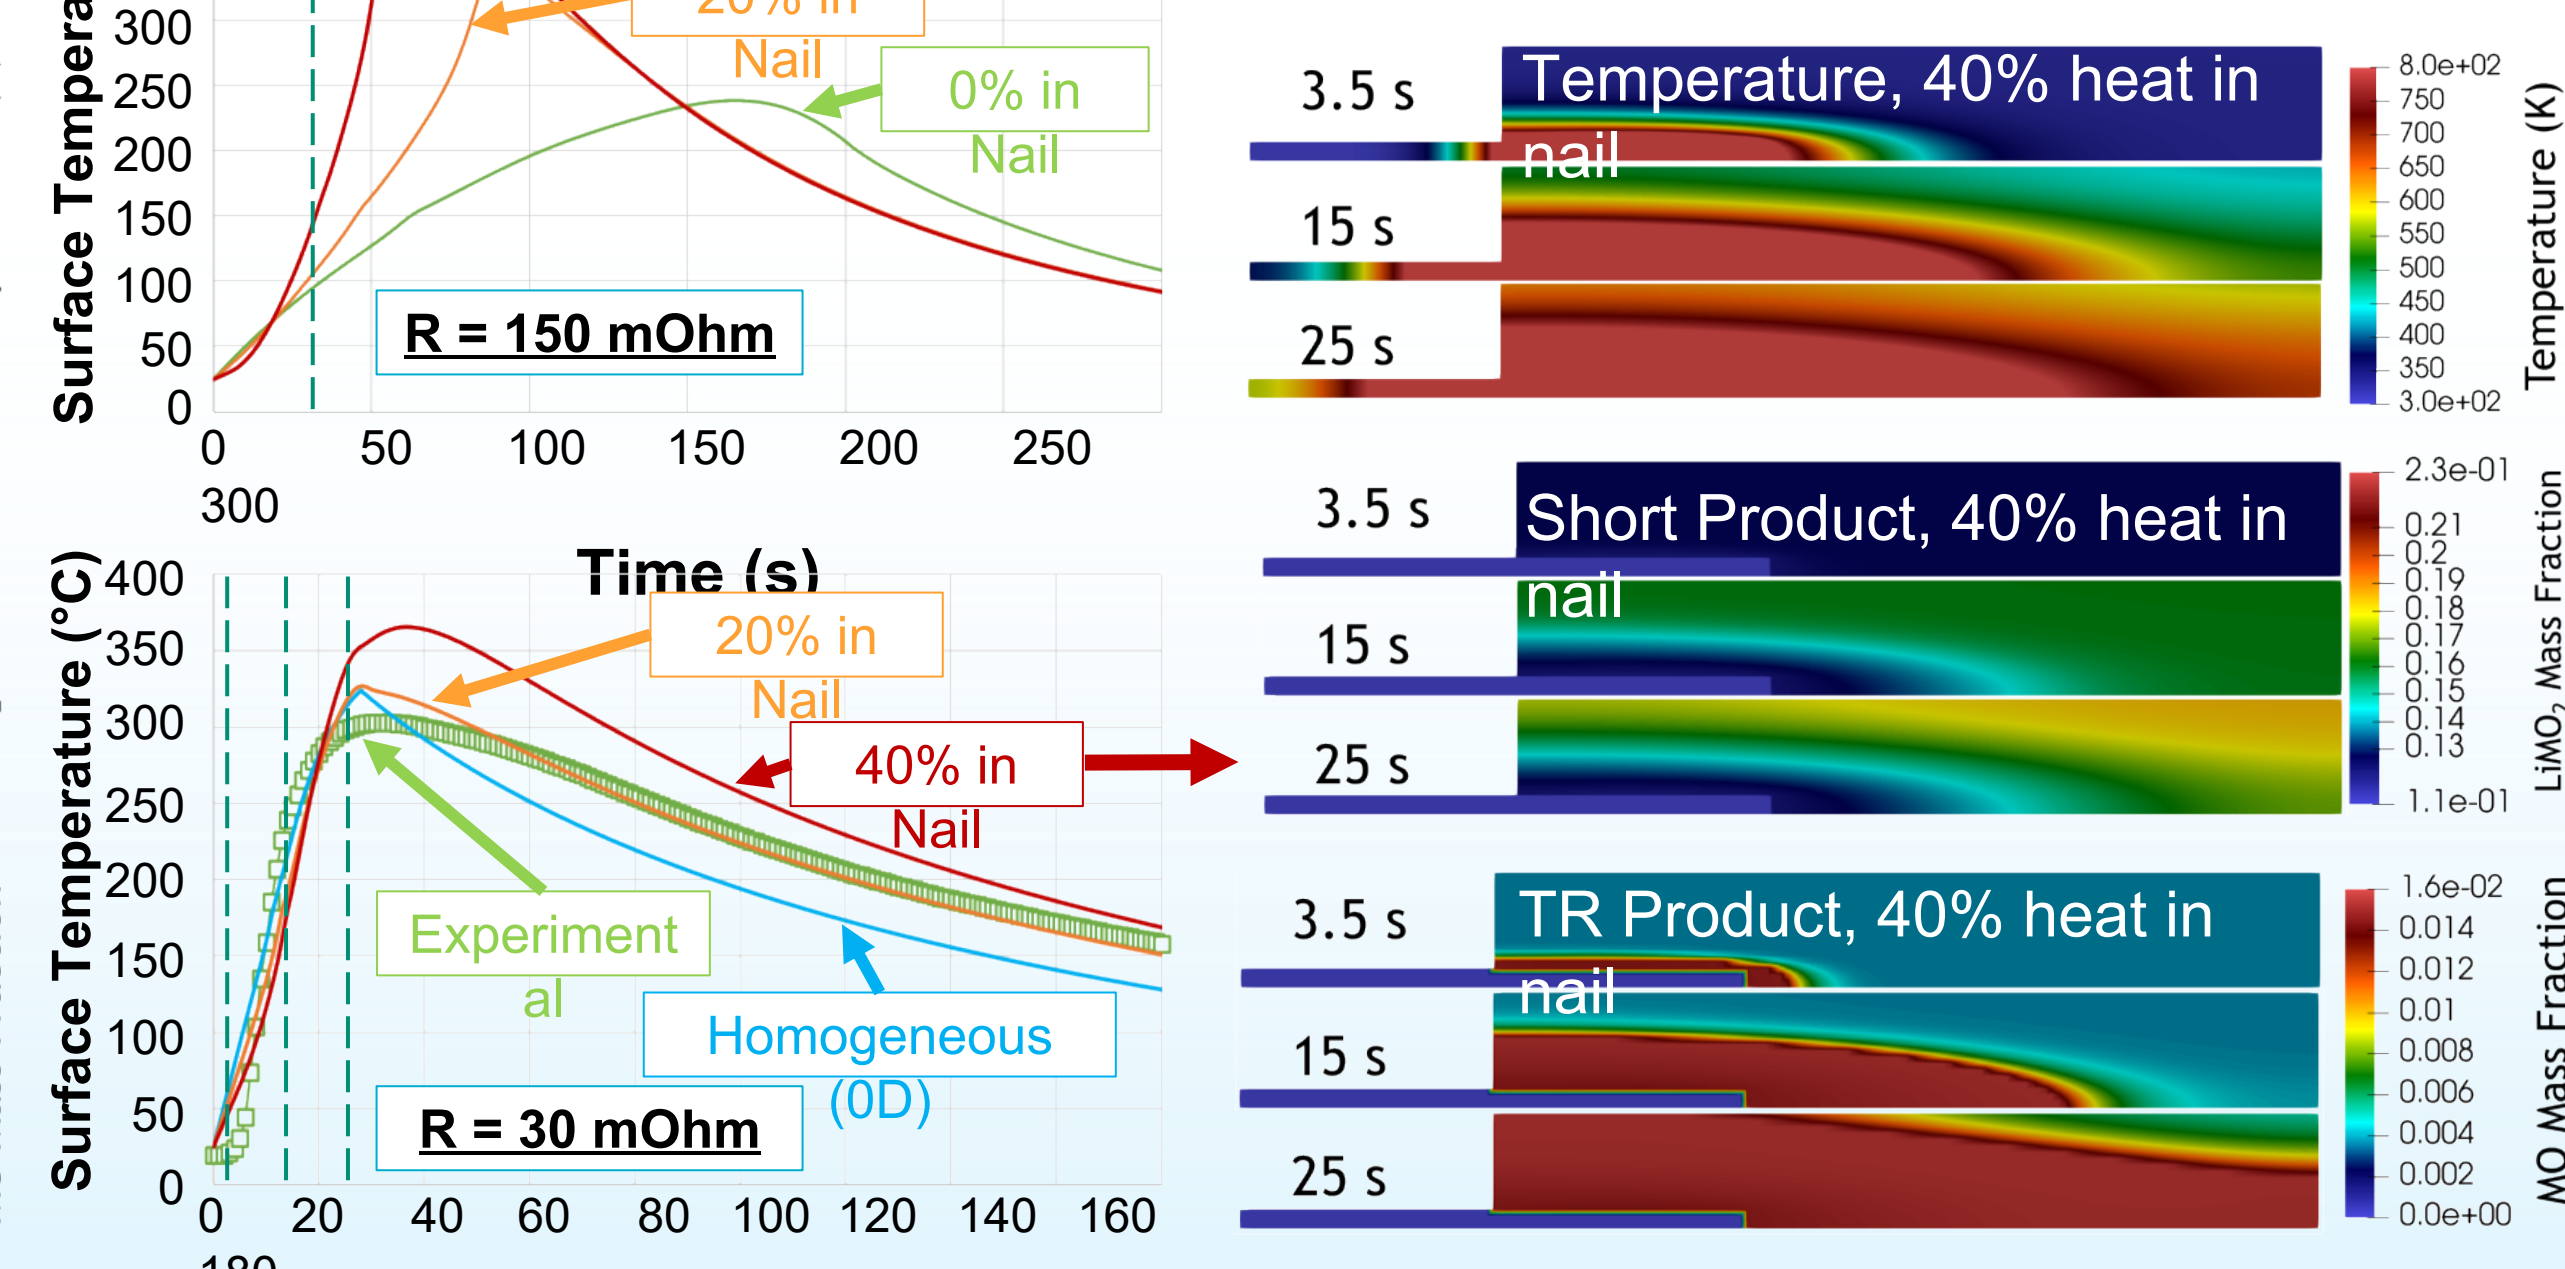 Surface Tempera
300
250
200
150
100
50
0
20% in
Nail
0% in
Nail
R = 150 mOhm
0 50 100 150 200 250
300
Time (s)
Surface Temperature (°C)
400
350
300
250
200
150
100
50
0
20% in
Nail
40% in
Nail
Experiment
al
Homogeneous
(0D)
R = 30 mOhm
0 20 40 60 80 100 120 140 160
180
3.5 s
Temperature, 40% heat in
nail
15 s
25 s
8.0e+02
750
700
650
600
550
500
450
400
350
3.0e+02
Temperature (K)
3.5 s
Short Product, 40% heat in
nail
15 s
25 s
2.3e-01
0.21
0.2
0.19
0.18
0.17
0.16
0.15
0.14
0.13
1.1e-01
LiMO₂ Mass Fraction
3.5 s
TR Product, 40% heat in
nail
15 s
25 s
1.6e-02
0.014
0.012
0.01
0.008
0.006
0.004
0.002
0.0e+00
MO Mass Fraction